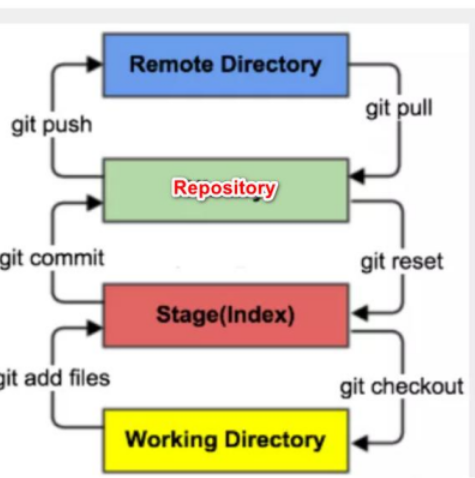 Remote Directory
git push
git pull
Repository
git commit
git reset
Stage(Index)
git add files
git checkout
Working Directory